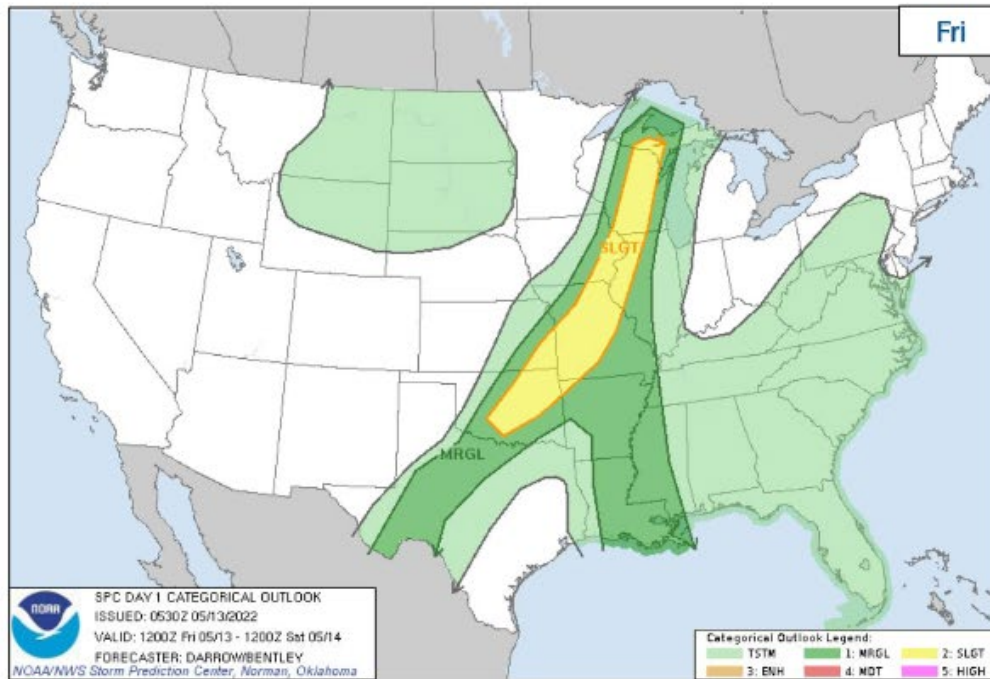 Fri
SLGT
MRGL
NOAA
SPC DAY 1 CATEGORICAL OUTLOOK
ISSUED: 0530Z 05/13/2022
VALID: 1200Z Fri 05/13 - 1200Z Sat 05/14
FORECASTER: DARROW/BENTLEY
NOAA/NWS Storm Prediction Center, Norman, Oklahoma
Categorical Outlook Legend:
TSTM 1: MRGL 2: SLGT
3: ENH 4: MDT 5: HIGH